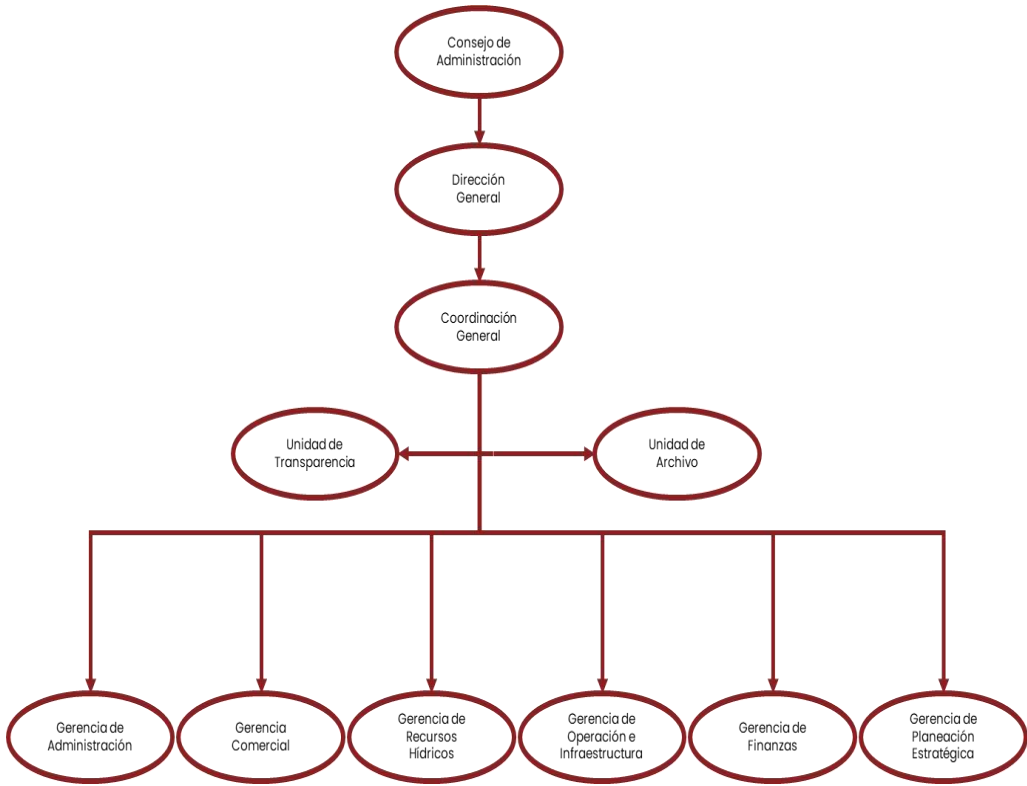 Consejo de
Administración
Dirección
General
Coordinación
General
Unidad de
Transparencia
Unidad de
Archivo
Gerencia de
Administración
Gerencia
Comercial
Gerencia de
Recursos
Hídricos
Gerencia de
Operación e
Infraestructura
Gerencia de
Finanzas
Gerencia de
Planeación
Estratégica